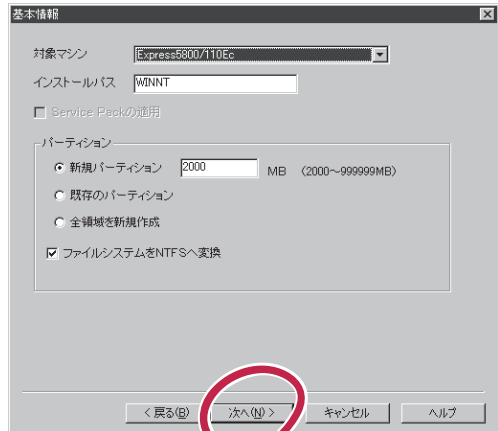 基本情報
対象マシン Express5800/110Ec
インストールパス WINNT
Service Packの適用
パーティション
新規パーティション 2000 MB (2000～999999MB)
既存のパーティション
全領域を新規作成
ファイルシステムをNTFSへ変換
< 戻る(B) 次へ(N) > キャンセル ヘルプ